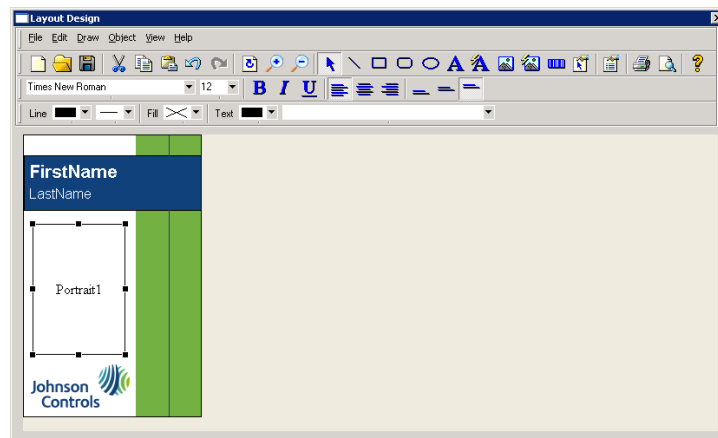 Layout Design
File Edit Draw Object View Help
Times New Roman 12 B I U
Line Fill Text
FirstName
LastName
Portrait1
Johnson
Controls